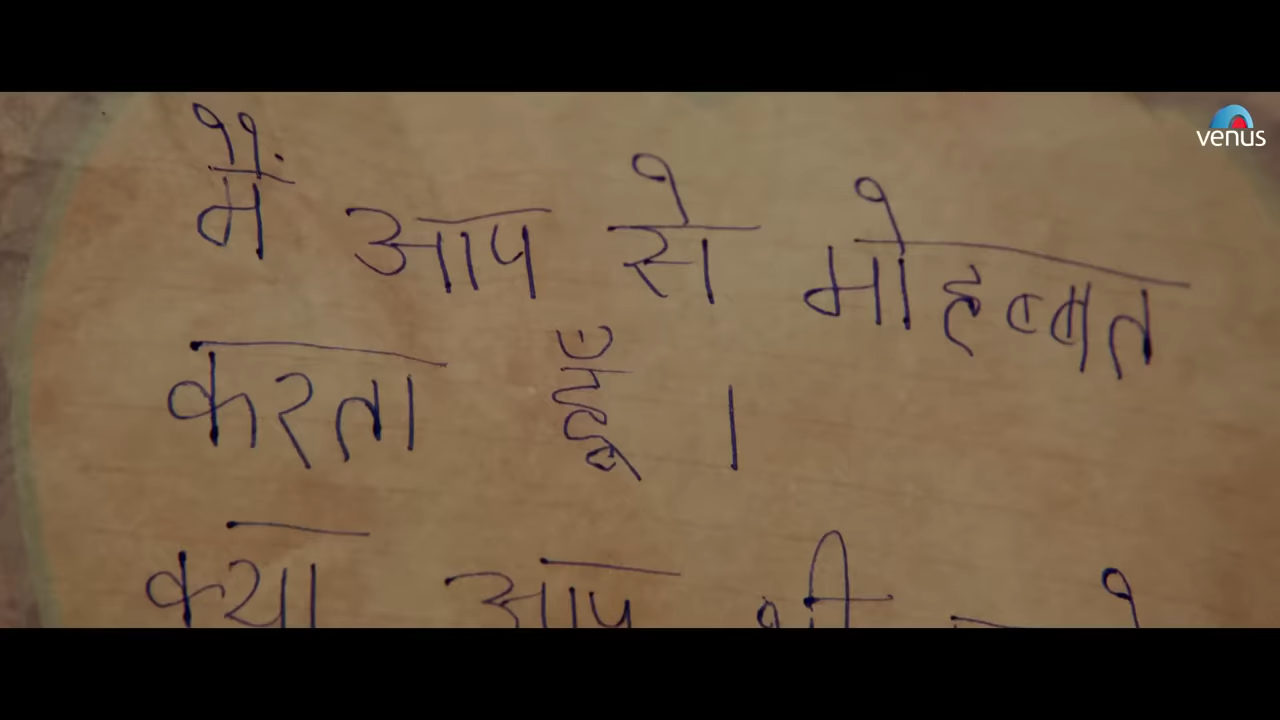 मैं आप से मोहब्बत
करता हूँ।
क्या आप भी
venus